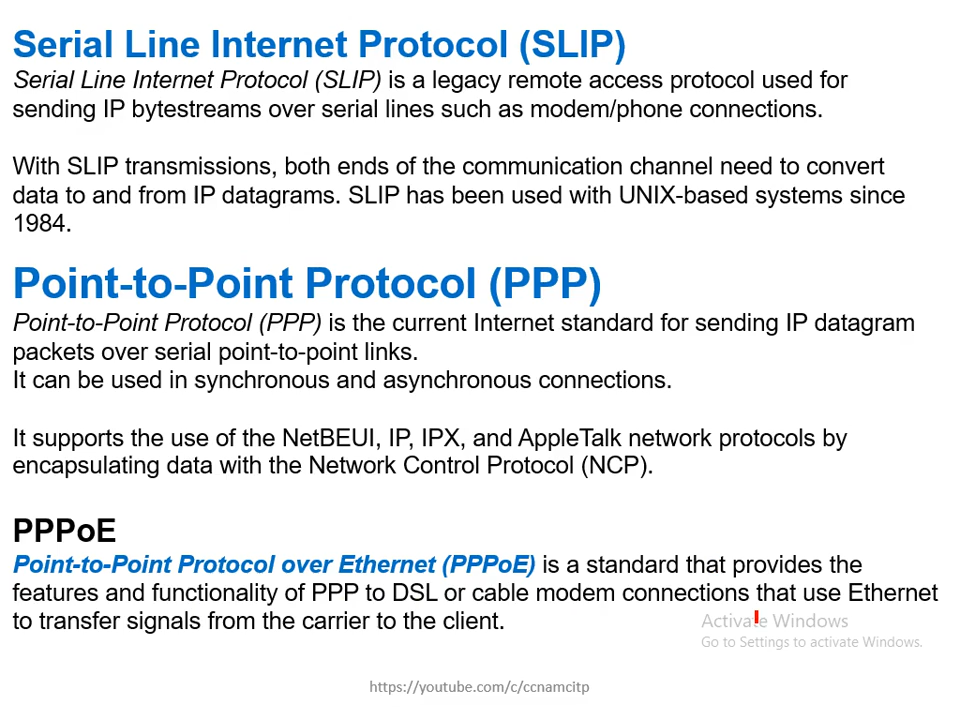 Serial Line Internet Protocol (SLIP)
Serial Line Internet Protocol (SLIP) is a legacy remote access protocol used for
sending IP bytestreams over serial lines such as modem/phone connections.
With SLIP transmissions, both ends of the communication channel need to convert
data to and from IP datagrams. SLIP has been used with UNIX-based systems since
1984.
Point-to-Point Protocol (PPP)
Point-to-Point Protocol (PPP) is the current Internet standard for sending IP datagram
packets over serial point-to-point links.
It can be used in synchronous and asynchronous connections.
It supports the use of the NetBEUI, IP, IPX, and AppleTalk network protocols by
encapsulating data with the Network Control Protocol (NCP).
PPPoE
Point-to-Point Protocol over Ethernet (PPPoE) is a standard that provides the
features and functionality of PPP to DSL or cable modem connections that use Ethernet
to transfer signals from the carrier to the client.
Activate Windows
Go to Settings to activate Windows.
https://youtube.com/c/ccnamcitp